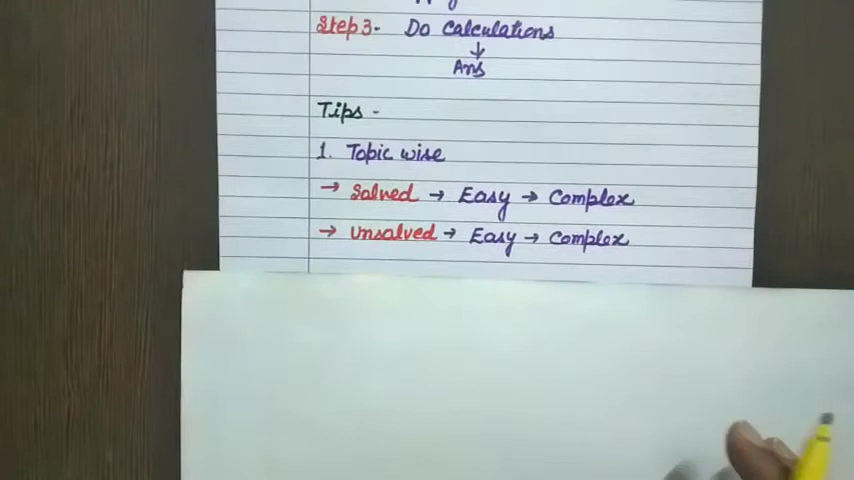 Step 3- Do Calculations
↓
Ans
Tips -
1. Topic wise
→ Solved → Easy → Complex
→ Unsolved → Easy → Complex